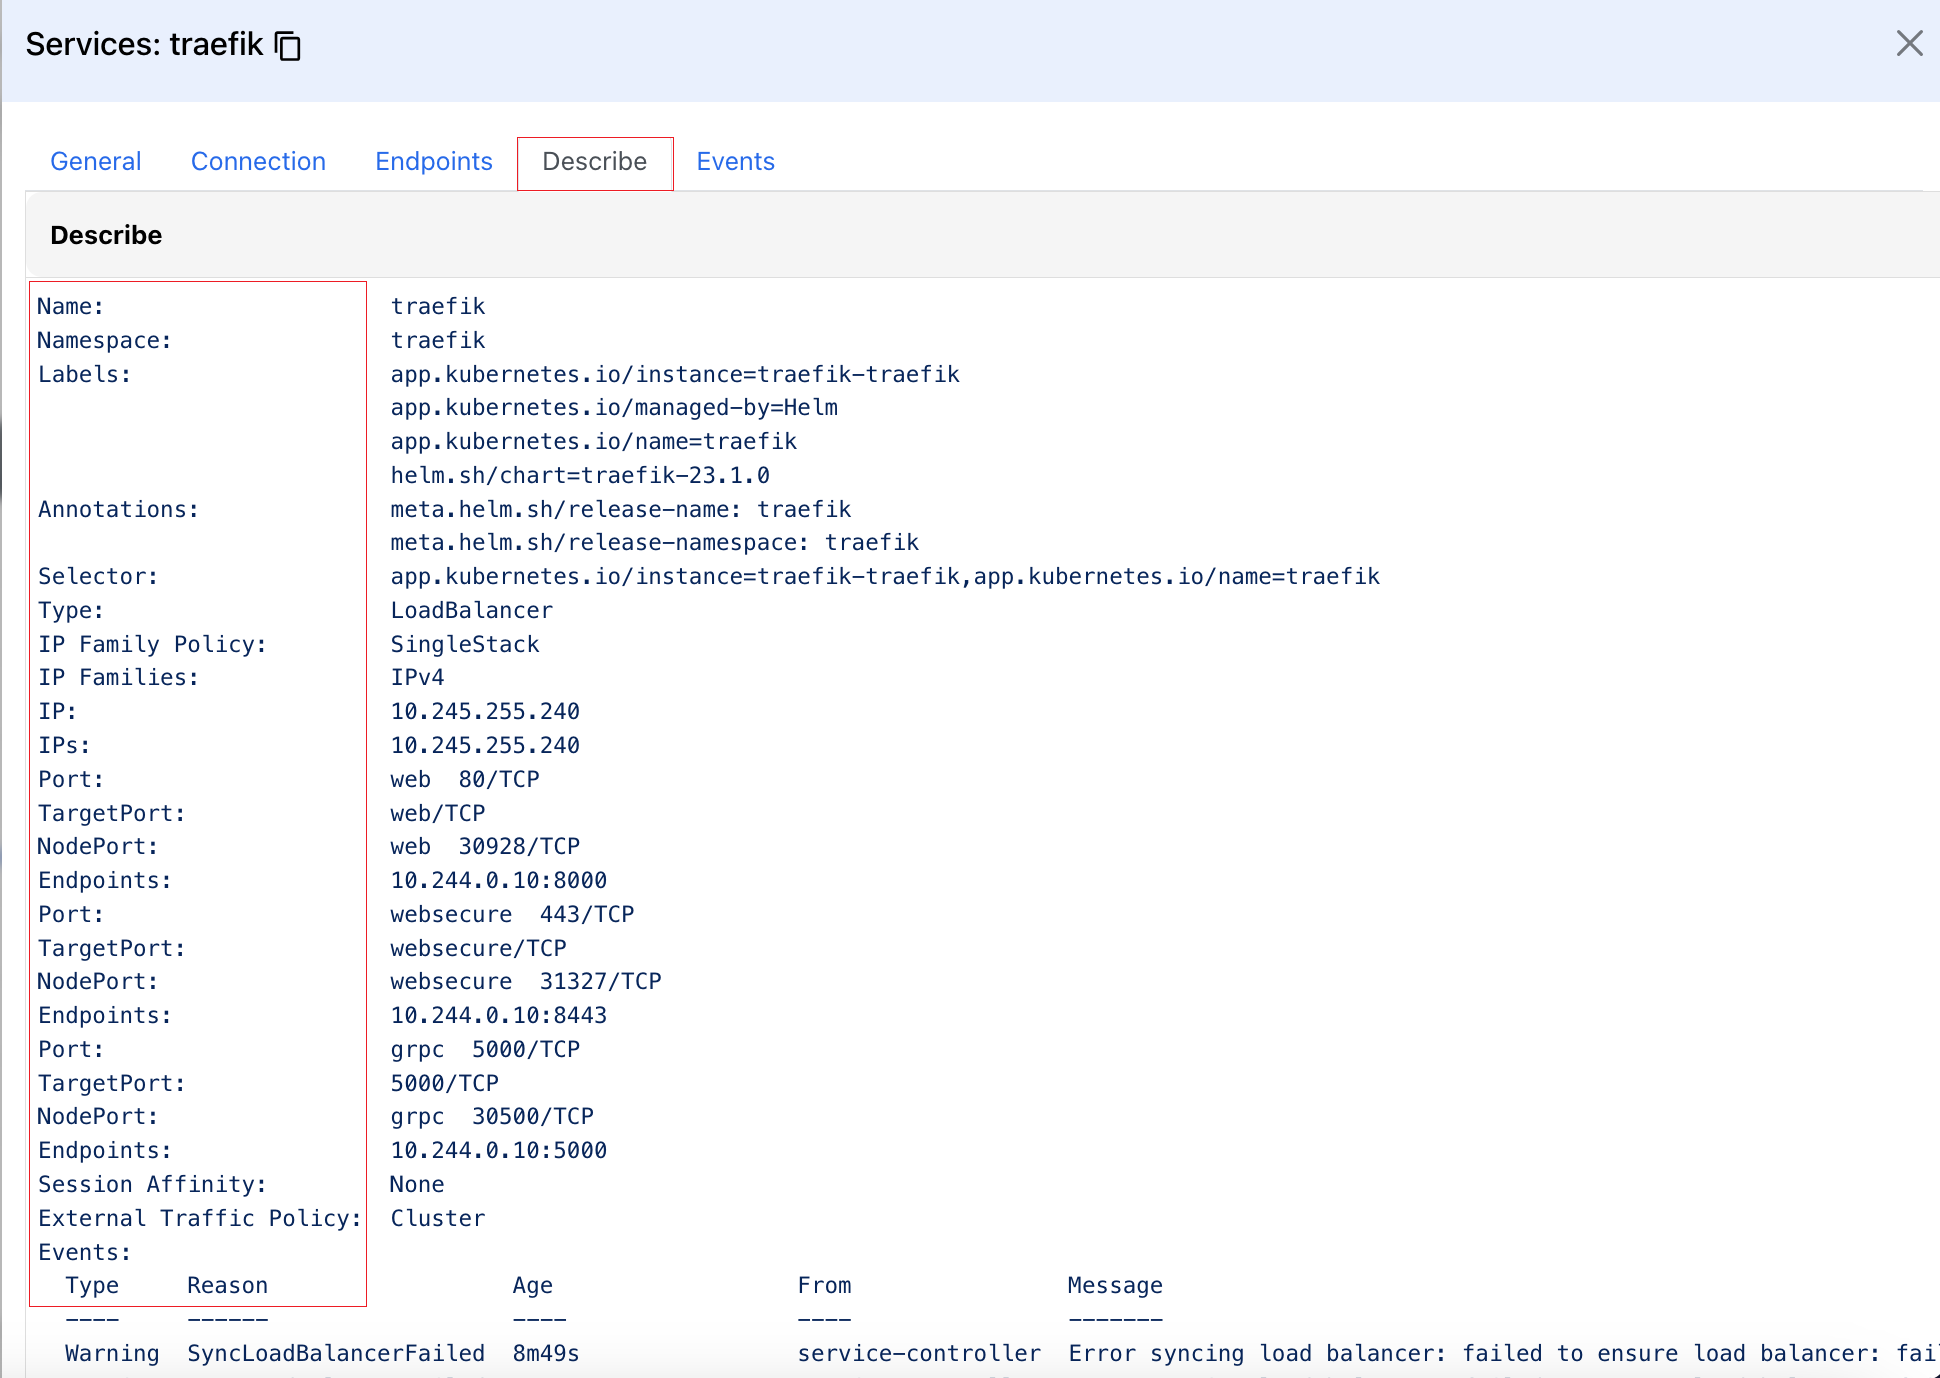 Services: traefik
General Connection Endpoints Describe Events
Describe
Name: traefik
Namespace: traefik
Labels: app.kubernetes.io/instance=traefik-traefik
app.kubernetes.io/managed-by=Helm
app.kubernetes.io/name=traefik
helm.sh/chart=traefik-23.1.0
Annotations: meta.helm.sh/release-name: traefik
meta.helm.sh/release-namespace: traefik
Selector: app.kubernetes.io/instance=traefik-traefik,app.kubernetes.io/name=traefik
Type: LoadBalancer
IP Family Policy: SingleStack
IP Families: IPv4
IP: 10.245.255.240
IPs: 10.245.255.240
Port: web 80/TCP
TargetPort: web/TCP
NodePort: web 30928/TCP
Endpoints: 10.244.0.10:8000
Port: websecure 443/TCP
TargetPort: websecure/TCP
NodePort: websecure 31327/TCP
Endpoints: 10.244.0.10:8443
Port: grpc 5000/TCP
TargetPort: 5000/TCP
NodePort: grpc 30500/TCP
Endpoints: 10.244.0.10:5000
Session Affinity: None
External Traffic Policy: Cluster
Events:
Type Reason Age From Message
---- ------ ---- ---- -------
Warning SyncLoadBalancerFailed 8m49s service-controller Error syncing load balancer: failed to ensure load balancer: